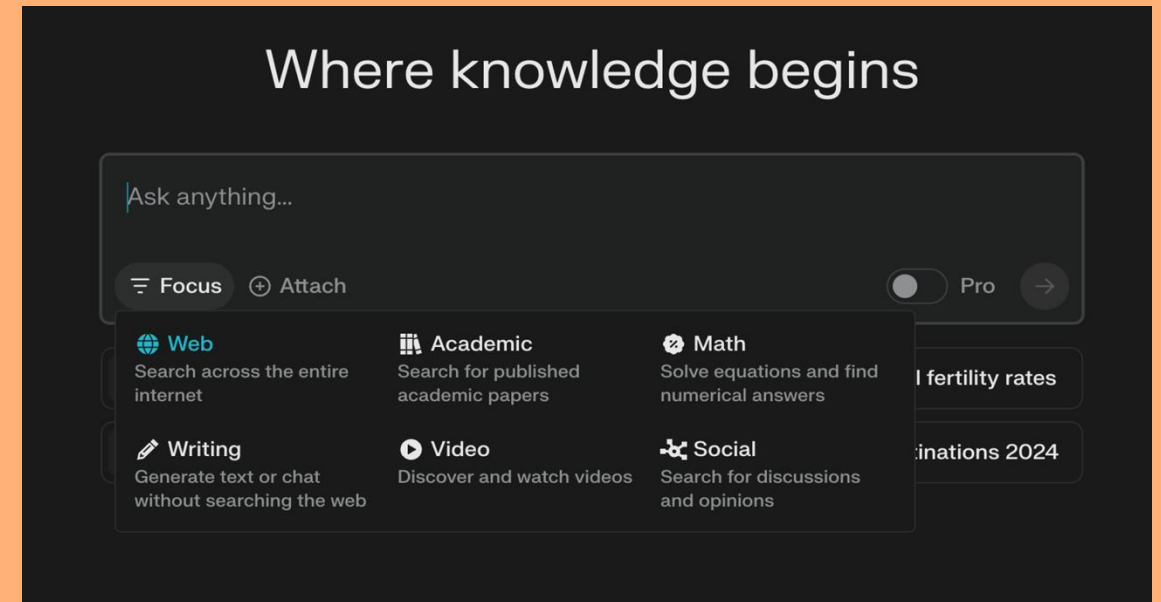 Where knowledge begins
Ask anything...
Focus Attach Pro
Web Academic Math
Search across the entire Search for published Solve equations and find
internet academic papers numerical answers
fertility rates
Writing Video Social
inations 2024
Generate text or chat Discover and watch videos Search for discussions
without searching the web and opinions